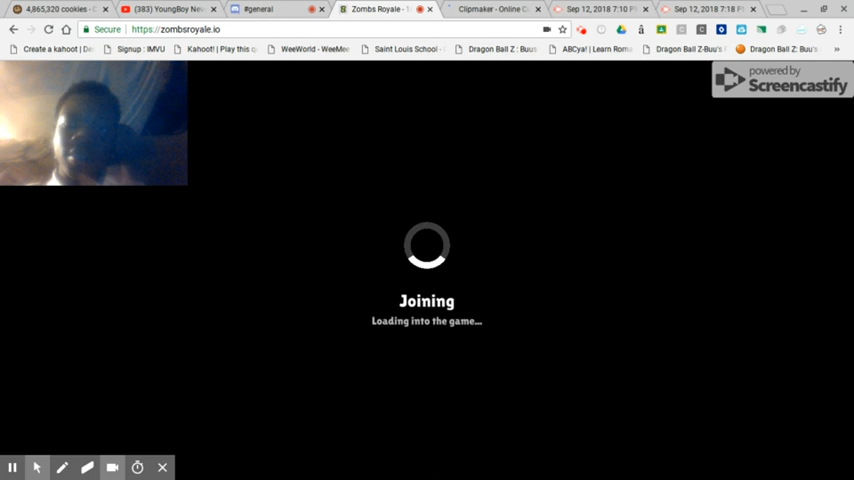 4,865,320 cookies - C
(383) YoungBoy Nev
#general
Zombs Royale - 
Clipmaker - Online C
Sep 12, 2018 7:10 P
Sep 12, 2018 7:18 P
Secure
https://zombsroyale.io
Create a kahoot | De
Signup : IMVU
Kahoot! | Play this q
WeeWorld - WeeMee
Saint Louis School -
Dragon Ball Z : Buus
ABCya! | Learn Roma
Dragon Ball Z-Buu's F
Dragon Ball Z: Buu's
»
powered by
Screencastify
Joining
Loading into the game...